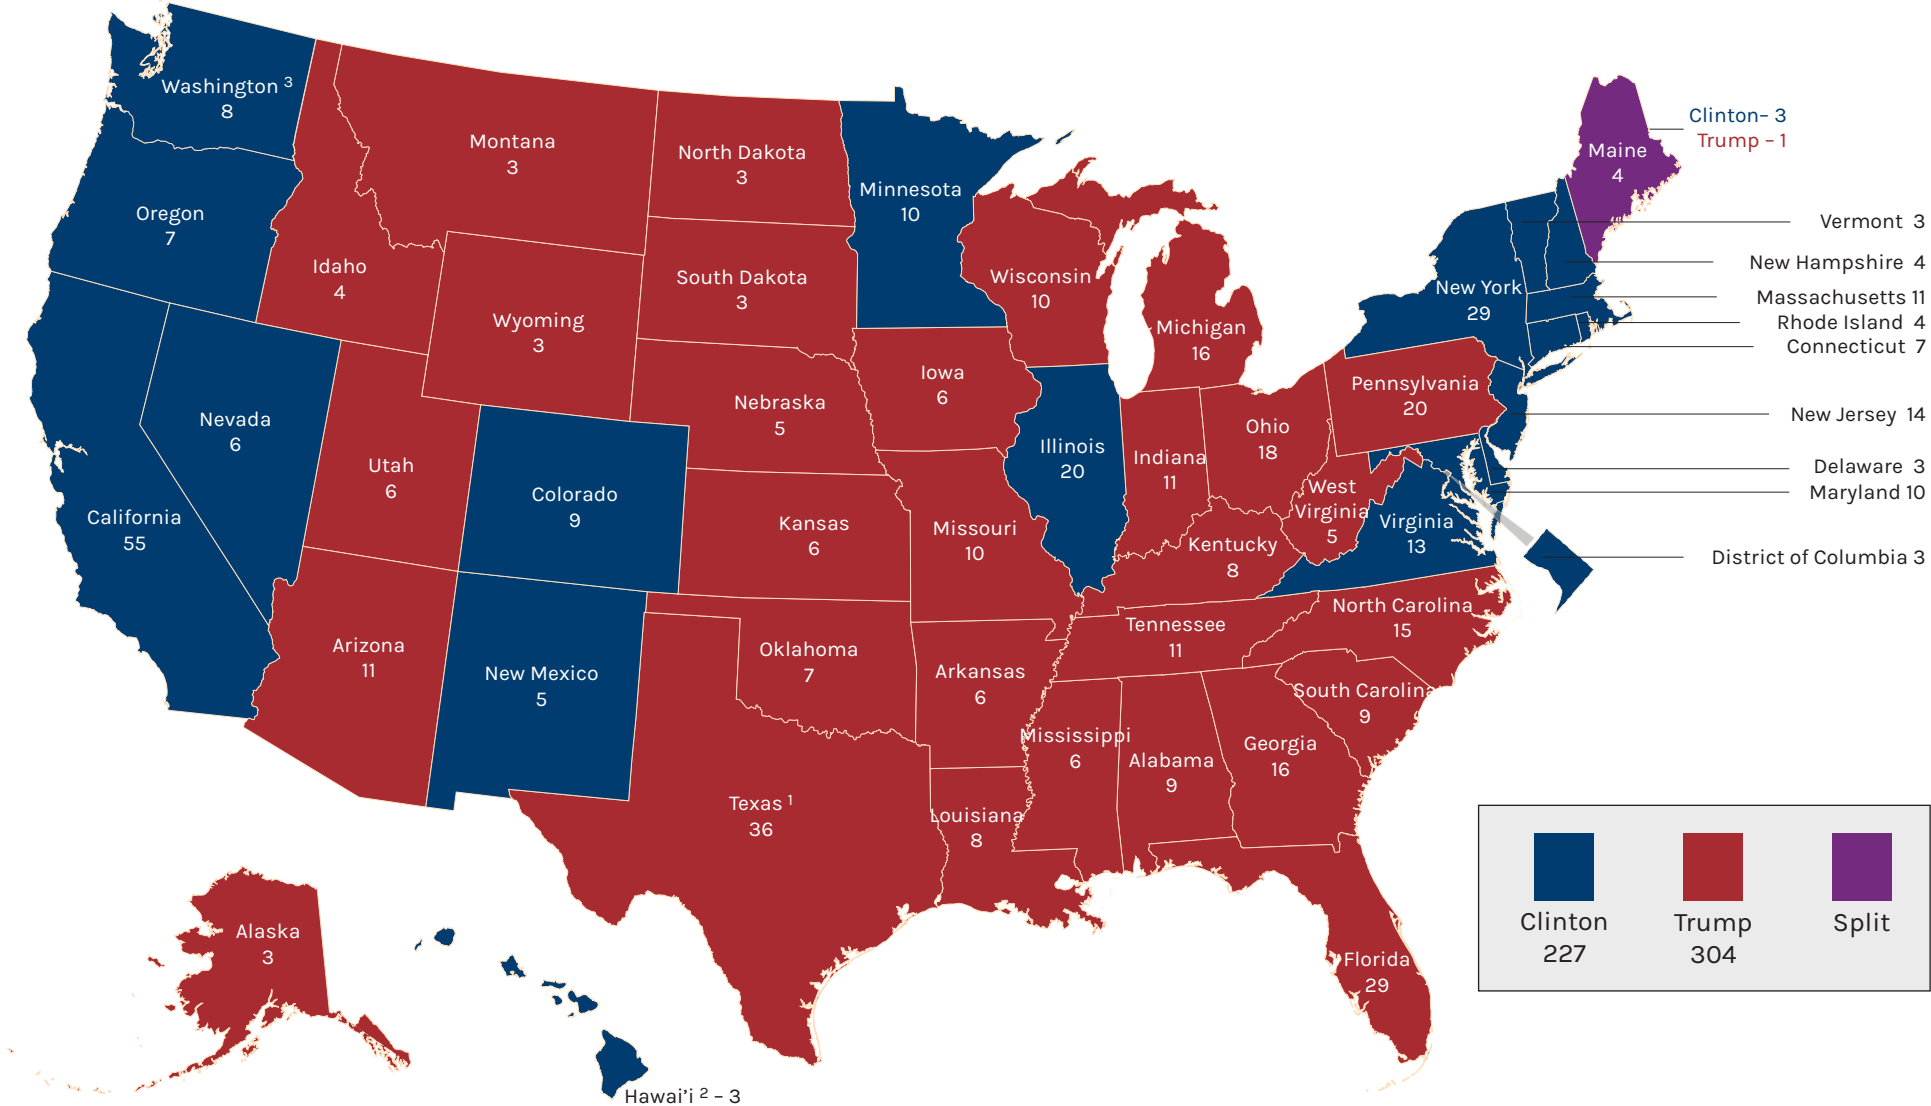 Washington ³
8
Oregon
7
California
55
Nevada
6
Idaho
4
Montana
3
Wyoming
3
Utah
6
Colorado
9
Arizona
11
New Mexico
5
North Dakota
3
South Dakota
3
Nebraska
5
Kansas
6
Oklahoma
7
Texas ¹
36
Minnesota
10
Iowa
6
Missouri
10
Arkansas
6
Louisiana
8
Wisconsin
10
Illinois
20
Michigan
16
Indiana
11
Ohio
18
Kentucky
8
Tennessee
11
Mississippi
6
Alabama
9
Georgia
16
Florida
29
South Carolina
9
North Carolina
15
Virginia
13
West
Virginia
5
Pennsylvania
20
New York
29
Maine
4
Clinton– 3
Trump – 1
Vermont 3
New Hampshire 4
Massachusetts 11
Rhode Island 4
Connecticut 7
New Jersey 14
Delaware 3
Maryland 10
District of Columbia 3
Alaska
3
Hawai'i ² – 3
Clinton
227
Trump
304
Split